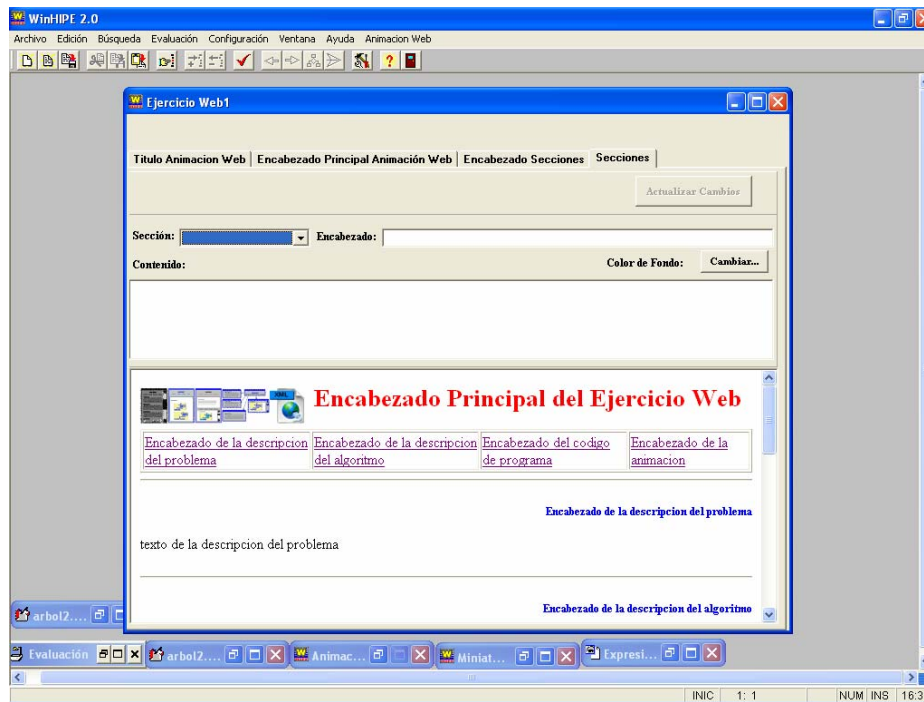 WinHIPE 2.0
Archivo Edición Búsqueda Evaluación Configuración Ventana Ayuda Animacion Web
Ejercicio Web1
Titulo Animacion Web Encabezado Principal Animación Web Encabezado Secciones Secciones
Actualizar Cambios
Sección: Encabezado:
Contenido: Color de Fondo: Cambiar...
XML
Encabezado Principal del Ejercicio Web
Encabezado de la descripcion del problema
Encabezado de la descripcion del algoritmo
Encabezado del codigo de programa
Encabezado de la animacion
Encabezado de la descripcion del problema
texto de la descripcion del problema
Encabezado de la descripcion del algoritmo
arbol2....
Evaluación arbol2.... Animac... Miniat... Expresi...
INIC 1: 1 NUM INS 16:3